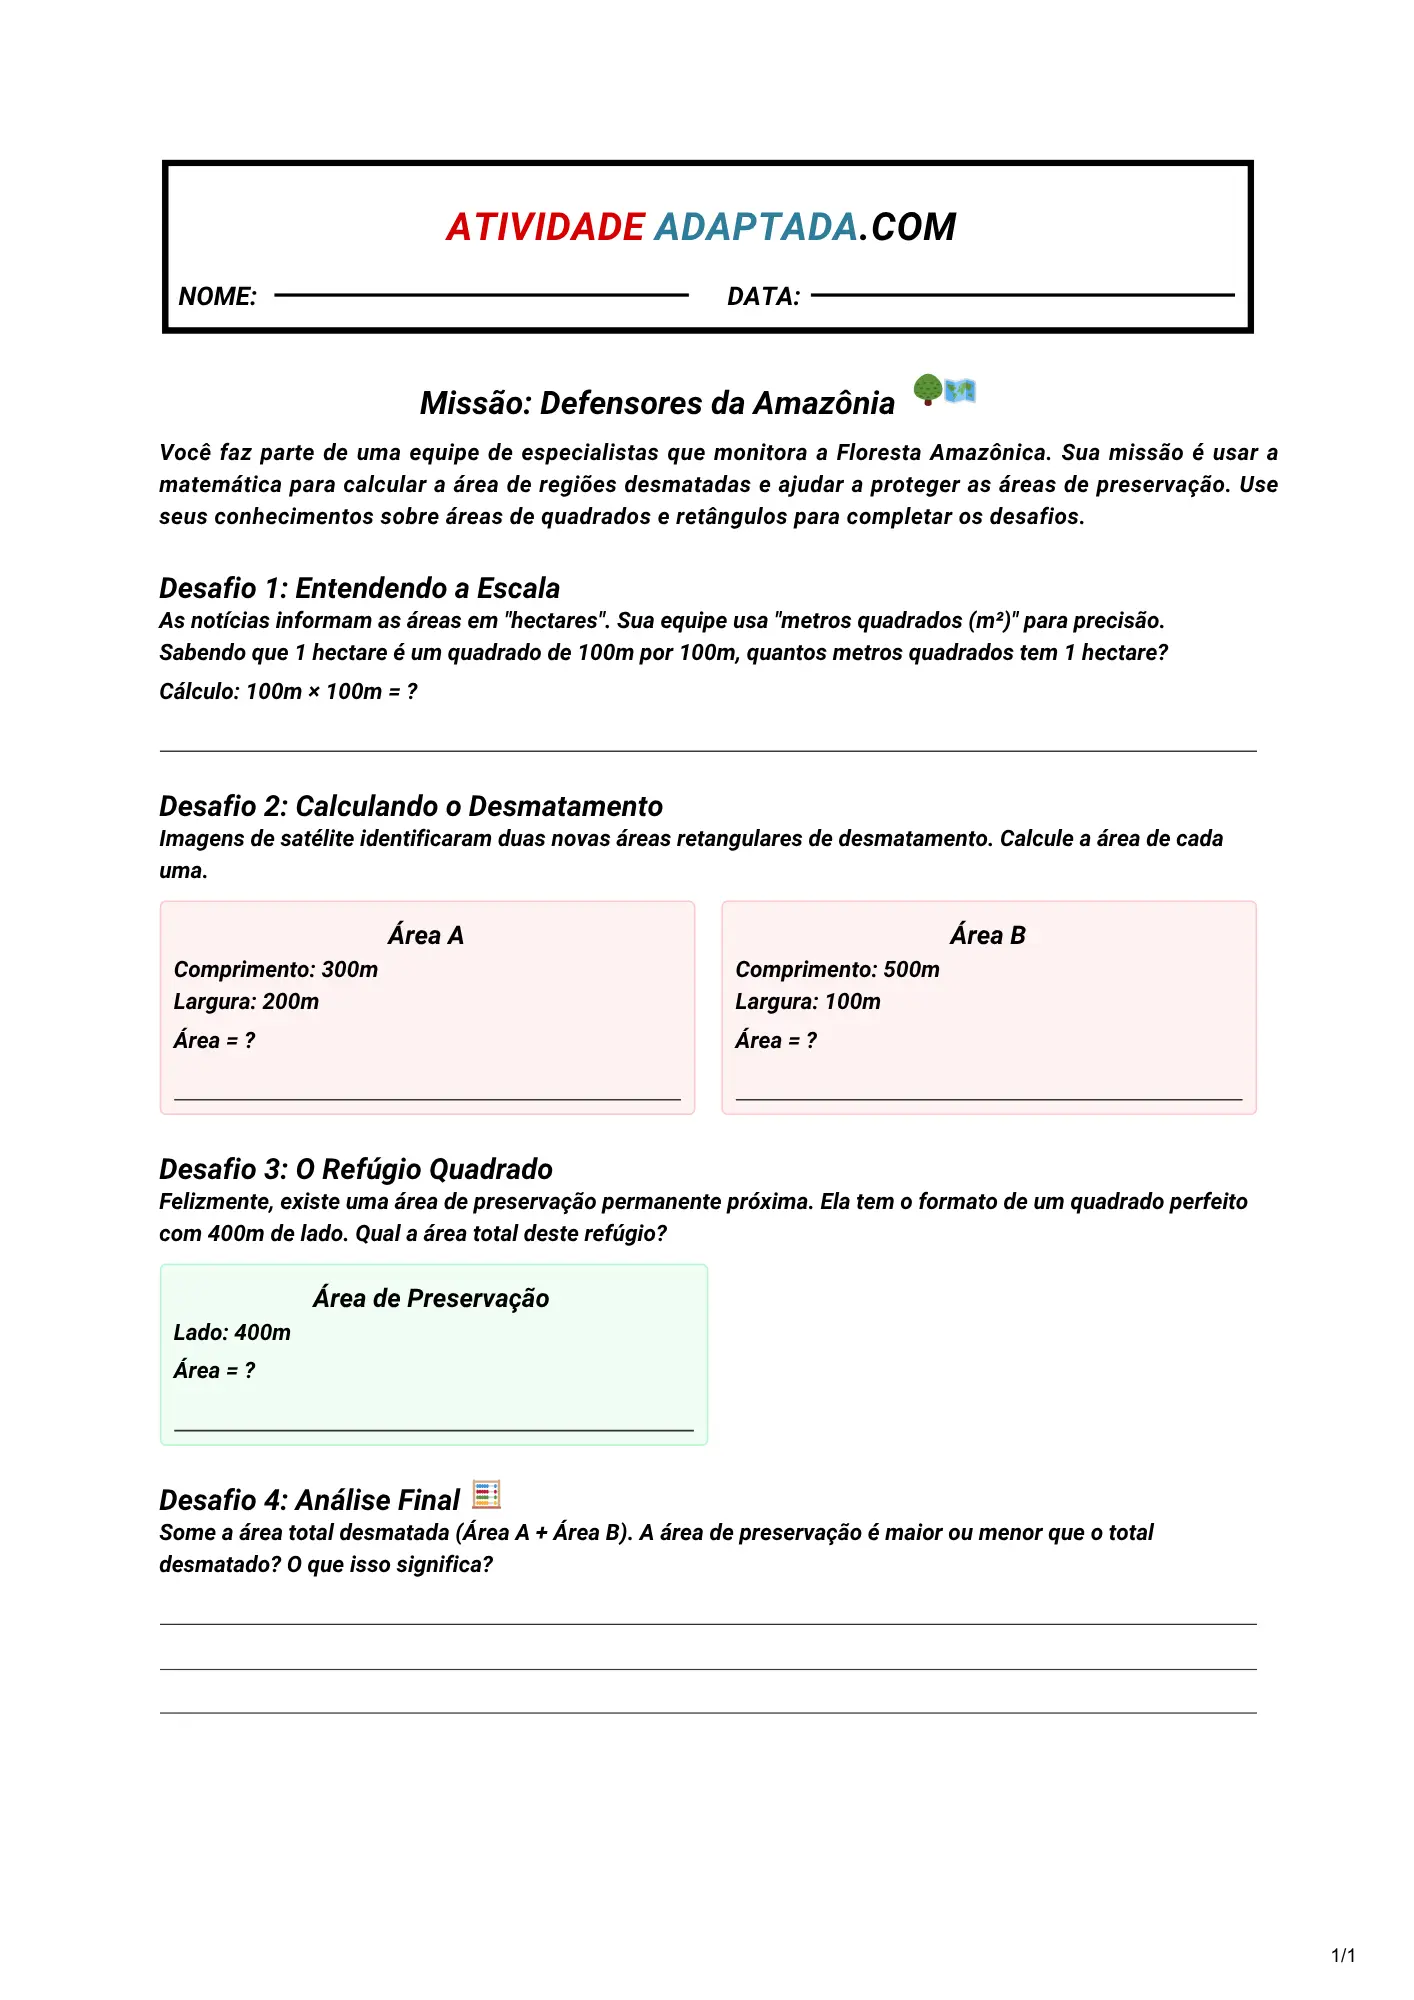 ATIVIDADE ADAPTADA.COM
NOME: DATA:
Missão: Defensores da Amazônia
Você faz parte de uma equipe de especialistas que monitora a Floresta Amazônica. Sua missão é usar a
matemática para calcular a área de regiões desmatadas e ajudar a proteger as áreas de preservação. Use
seus conhecimentos sobre áreas de quadrados e retângulos para completar os desafios.
Desafio 1: Entendendo a Escala
As notícias informam as áreas em "hectares". Sua equipe usa "metros quadrados (m²)" para precisão.
Sabendo que 1 hectare é um quadrado de 100m por 100m, quantos metros quadrados tem 1 hectare?
Cálculo: 100m × 100m = ?
Desafio 2: Calculando o Desmatamento
Imagens de satélite identificaram duas novas áreas retangulares de desmatamento. Calcule a área de cada
uma.
Área A
Comprimento: 300m
Largura: 200m
Área = ?
Área B
Comprimento: 500m
Largura: 100m
Área = ?
Desafio 3: O Refúgio Quadrado
Felizmente, existe uma área de preservação permanente próxima. Ela tem o formato de um quadrado perfeito
com 400m de lado. Qual a área total deste refúgio?
Área de Preservação
Lado: 400m
Área = ?
Desafio 4: Análise Final
Some a área total desmatada (Área A + Área B). A área de preservação é maior ou menor que o total
desmatado? O que isso significa?
1/1